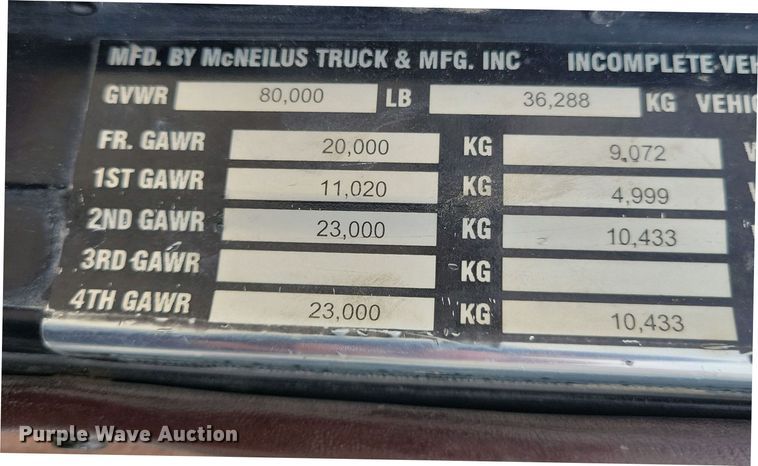 MFD. BY McNEILUS TRUCK & MFG. INC INCOMPLETE
GVWR 80,000 LB 36,288 KG
FR. GAWR 20,000 KG 9,072
1ST GAWR 11,020 KG 4,999
2ND GAWR 23,000 KG 10,433
3RD GAWR KG
4TH GAWR 23,000 KG 10,433
Purple Wave Auction